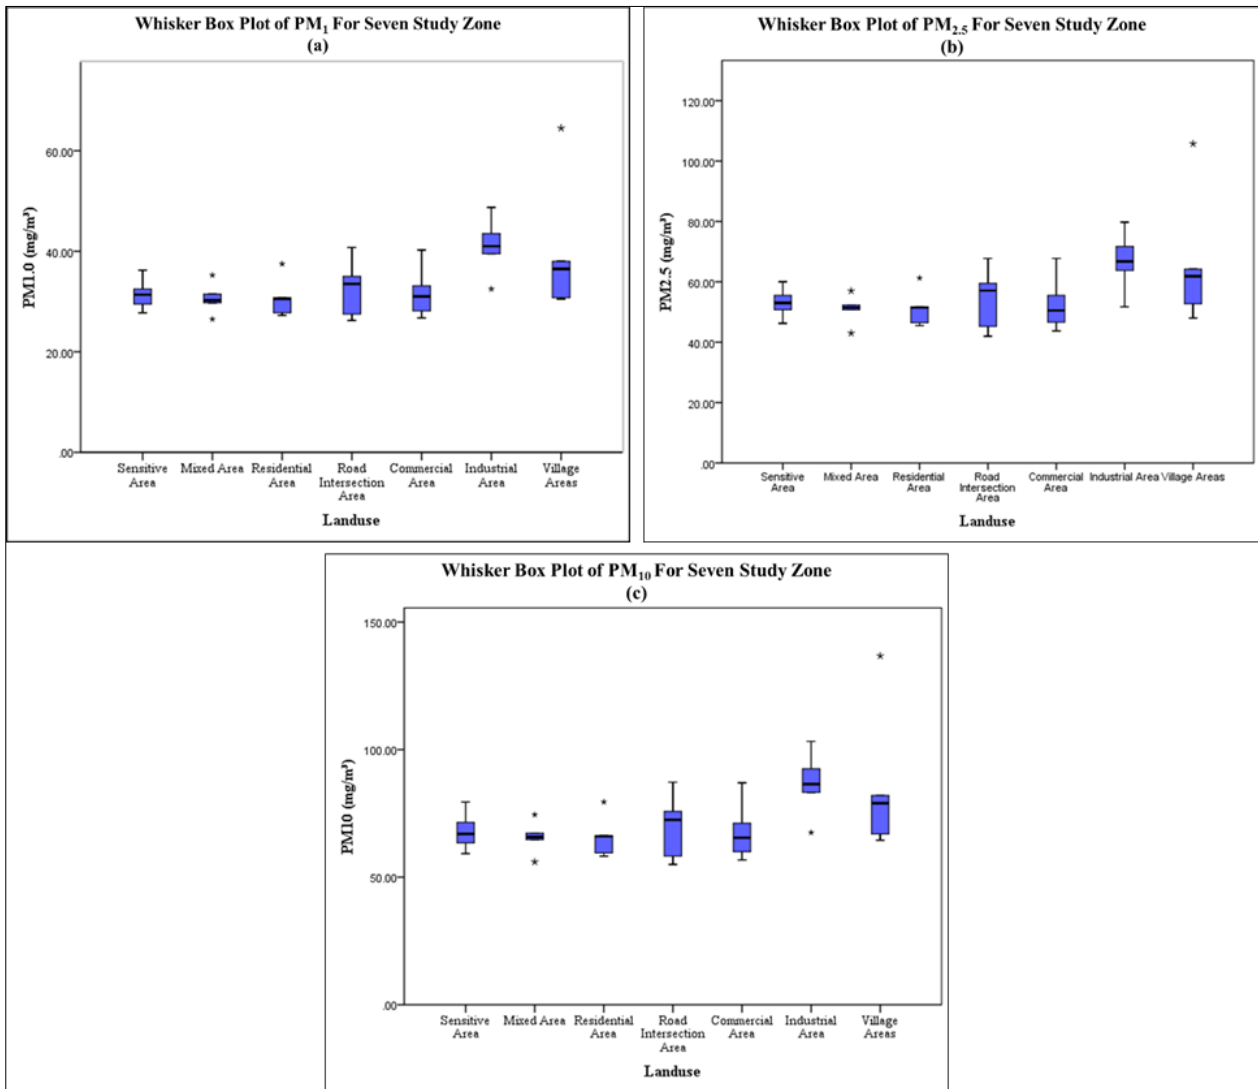 Whisker Box Plot of PM₁ For Seven Study Zone
(a)
PM1.0 (mg/m³)
60.00
40.00
20.00
.00
Sensitive Area
Mixed Area
Residential Area
Road Intersection Area
Commercial Area
Industrial Area
Village Areas
Landuse
Whisker Box Plot of PM₂.₅ For Seven Study Zone
(b)
PM2.5 (mg/m³)
120.00
100.00
80.00
60.00
40.00
20.00
.00
Sensitive Area
Mixed Area
Residential Area
Road Intersection Area
Commercial Area
Industrial Area
Village Areas
Landuse
Whisker Box Plot of PM₁₀ For Seven Study Zone
(c)
PM10 (mg/m³)
150.00
100.00
50.00
.00
Sensitive Area
Mixed Area
Residential Area
Road Intersection Area
Commercial Area
Industrial Area
Village Areas
Landuse